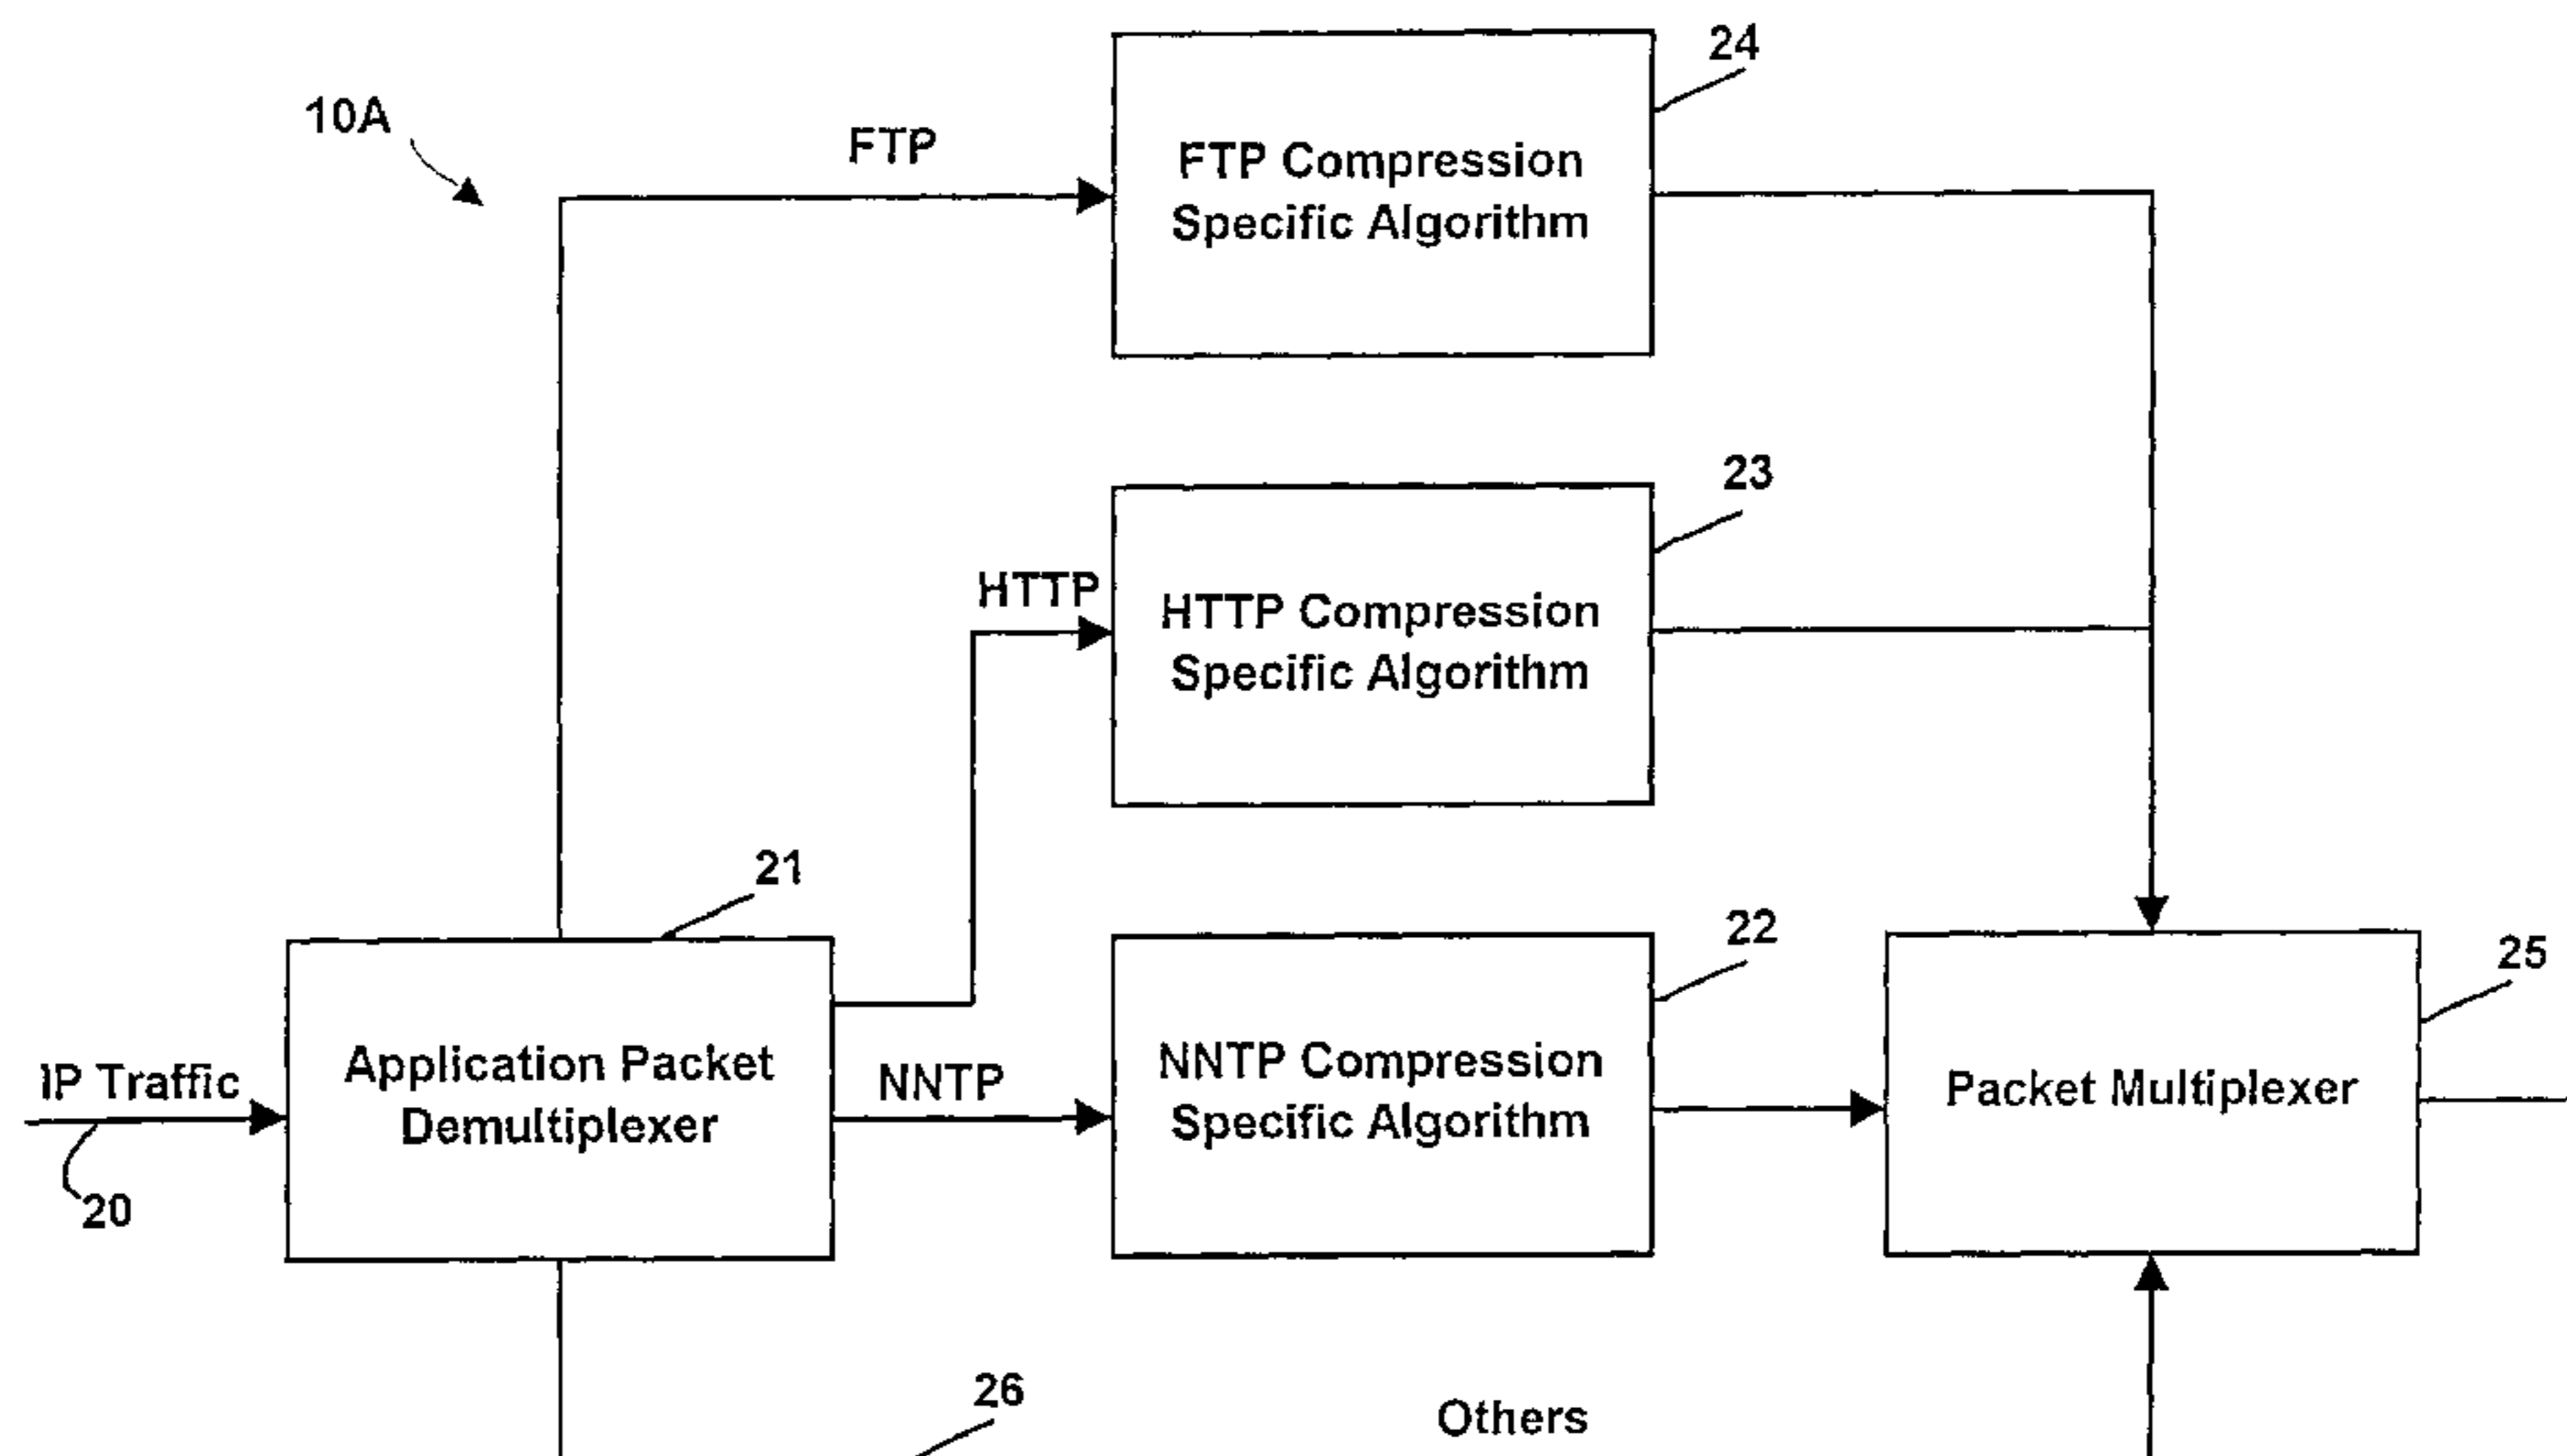 24
10A
FTP
FTP Compression
Specific Algorithm
23
HTTP
HTTP Compression
Specific Algorithm
21
22
25
IP Traffic
Application Packet
Demultiplexer
NNTP
NNTP Compression
Specific Algorithm
Packet Multiplexer
20
26
Others